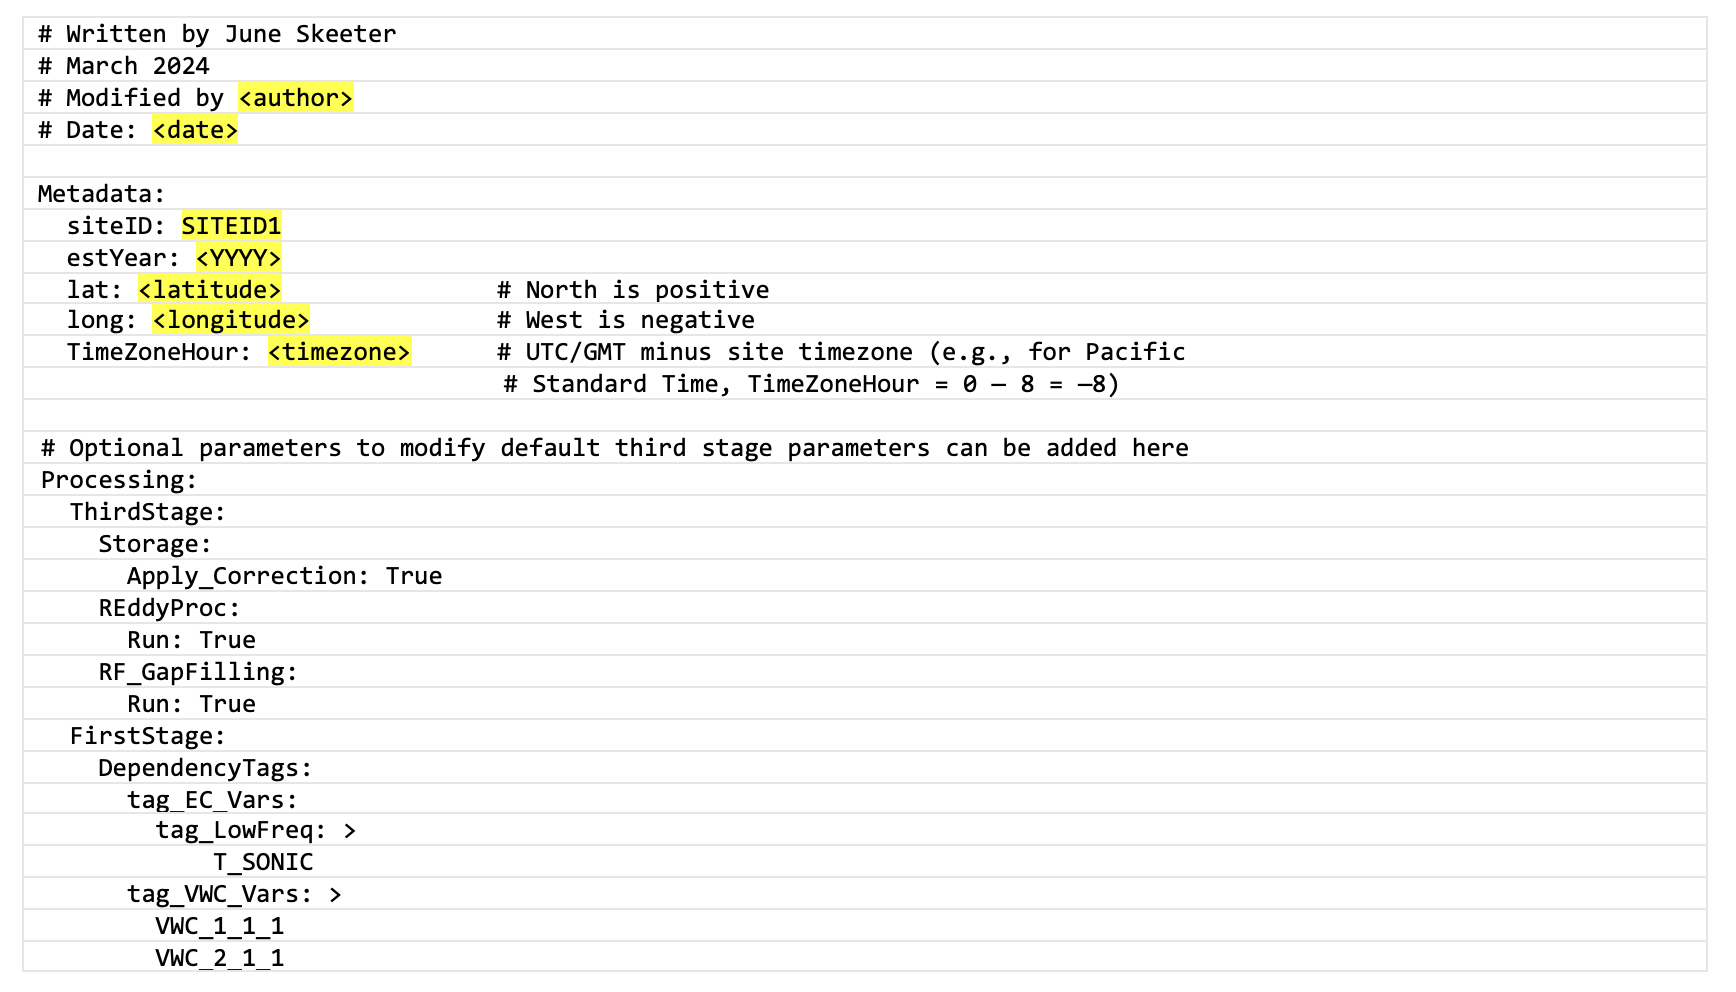 # Written by June Skeeter
# March 2024
# Modified by <author>
# Date: <date>
Metadata:
  siteID: SITEID1
  estYear: <YYYY>
  lat: <latitude>               # North is positive
  long: <longitude>             # West is negative
  TimeZoneHour: <timezone>      # UTC/GMT minus site timezone (e.g., for Pacific
                                # Standard Time, TimeZoneHour = 0 – 8 = –8)
# Optional parameters to modify default third stage parameters can be added here
Processing:
  ThirdStage:
    Storage:
      Apply_Correction: True
    REddyProc:
      Run: True
    RF_GapFilling:
      Run: True
  FirstStage:
    DependencyTags:
      tag_EC_Vars:
        tag_LowFreq: >
            T_SONIC
      tag_VWC_Vars: >
        VWC_1_1_1
        VWC_2_1_1